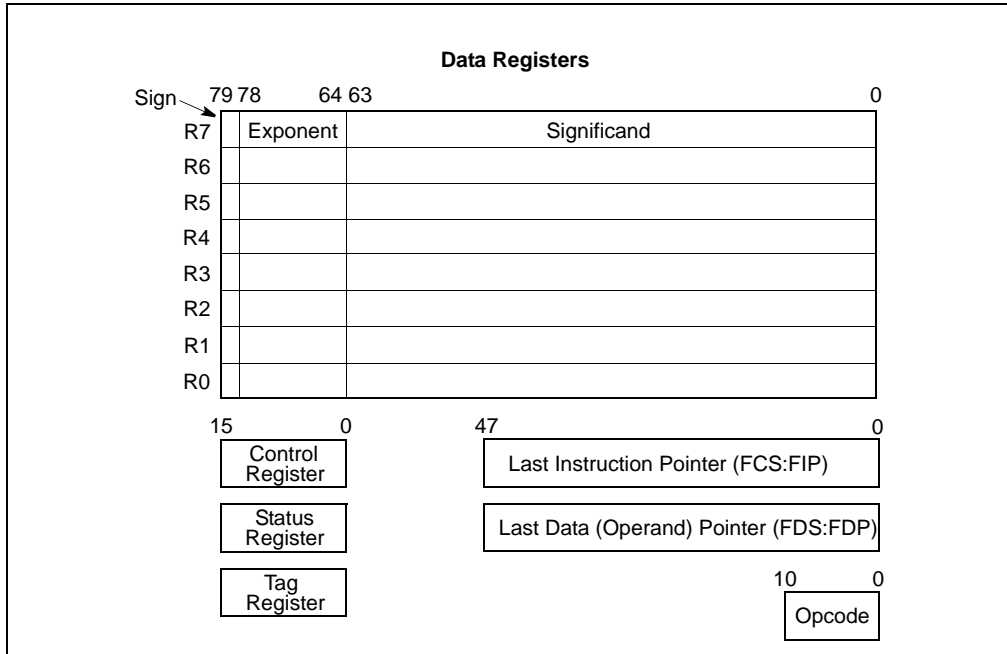 Data Registers
Sign 79 78 64 63 0
R7 Exponent Significand
R6
R5
R4
R3
R2
R1
R0
15 0 47 0
Control
Register
Last Instruction Pointer (FCS:FIP)
Status
Register
Last Data (Operand) Pointer (FDS:FDP)
Tag
Register
10 0
Opcode